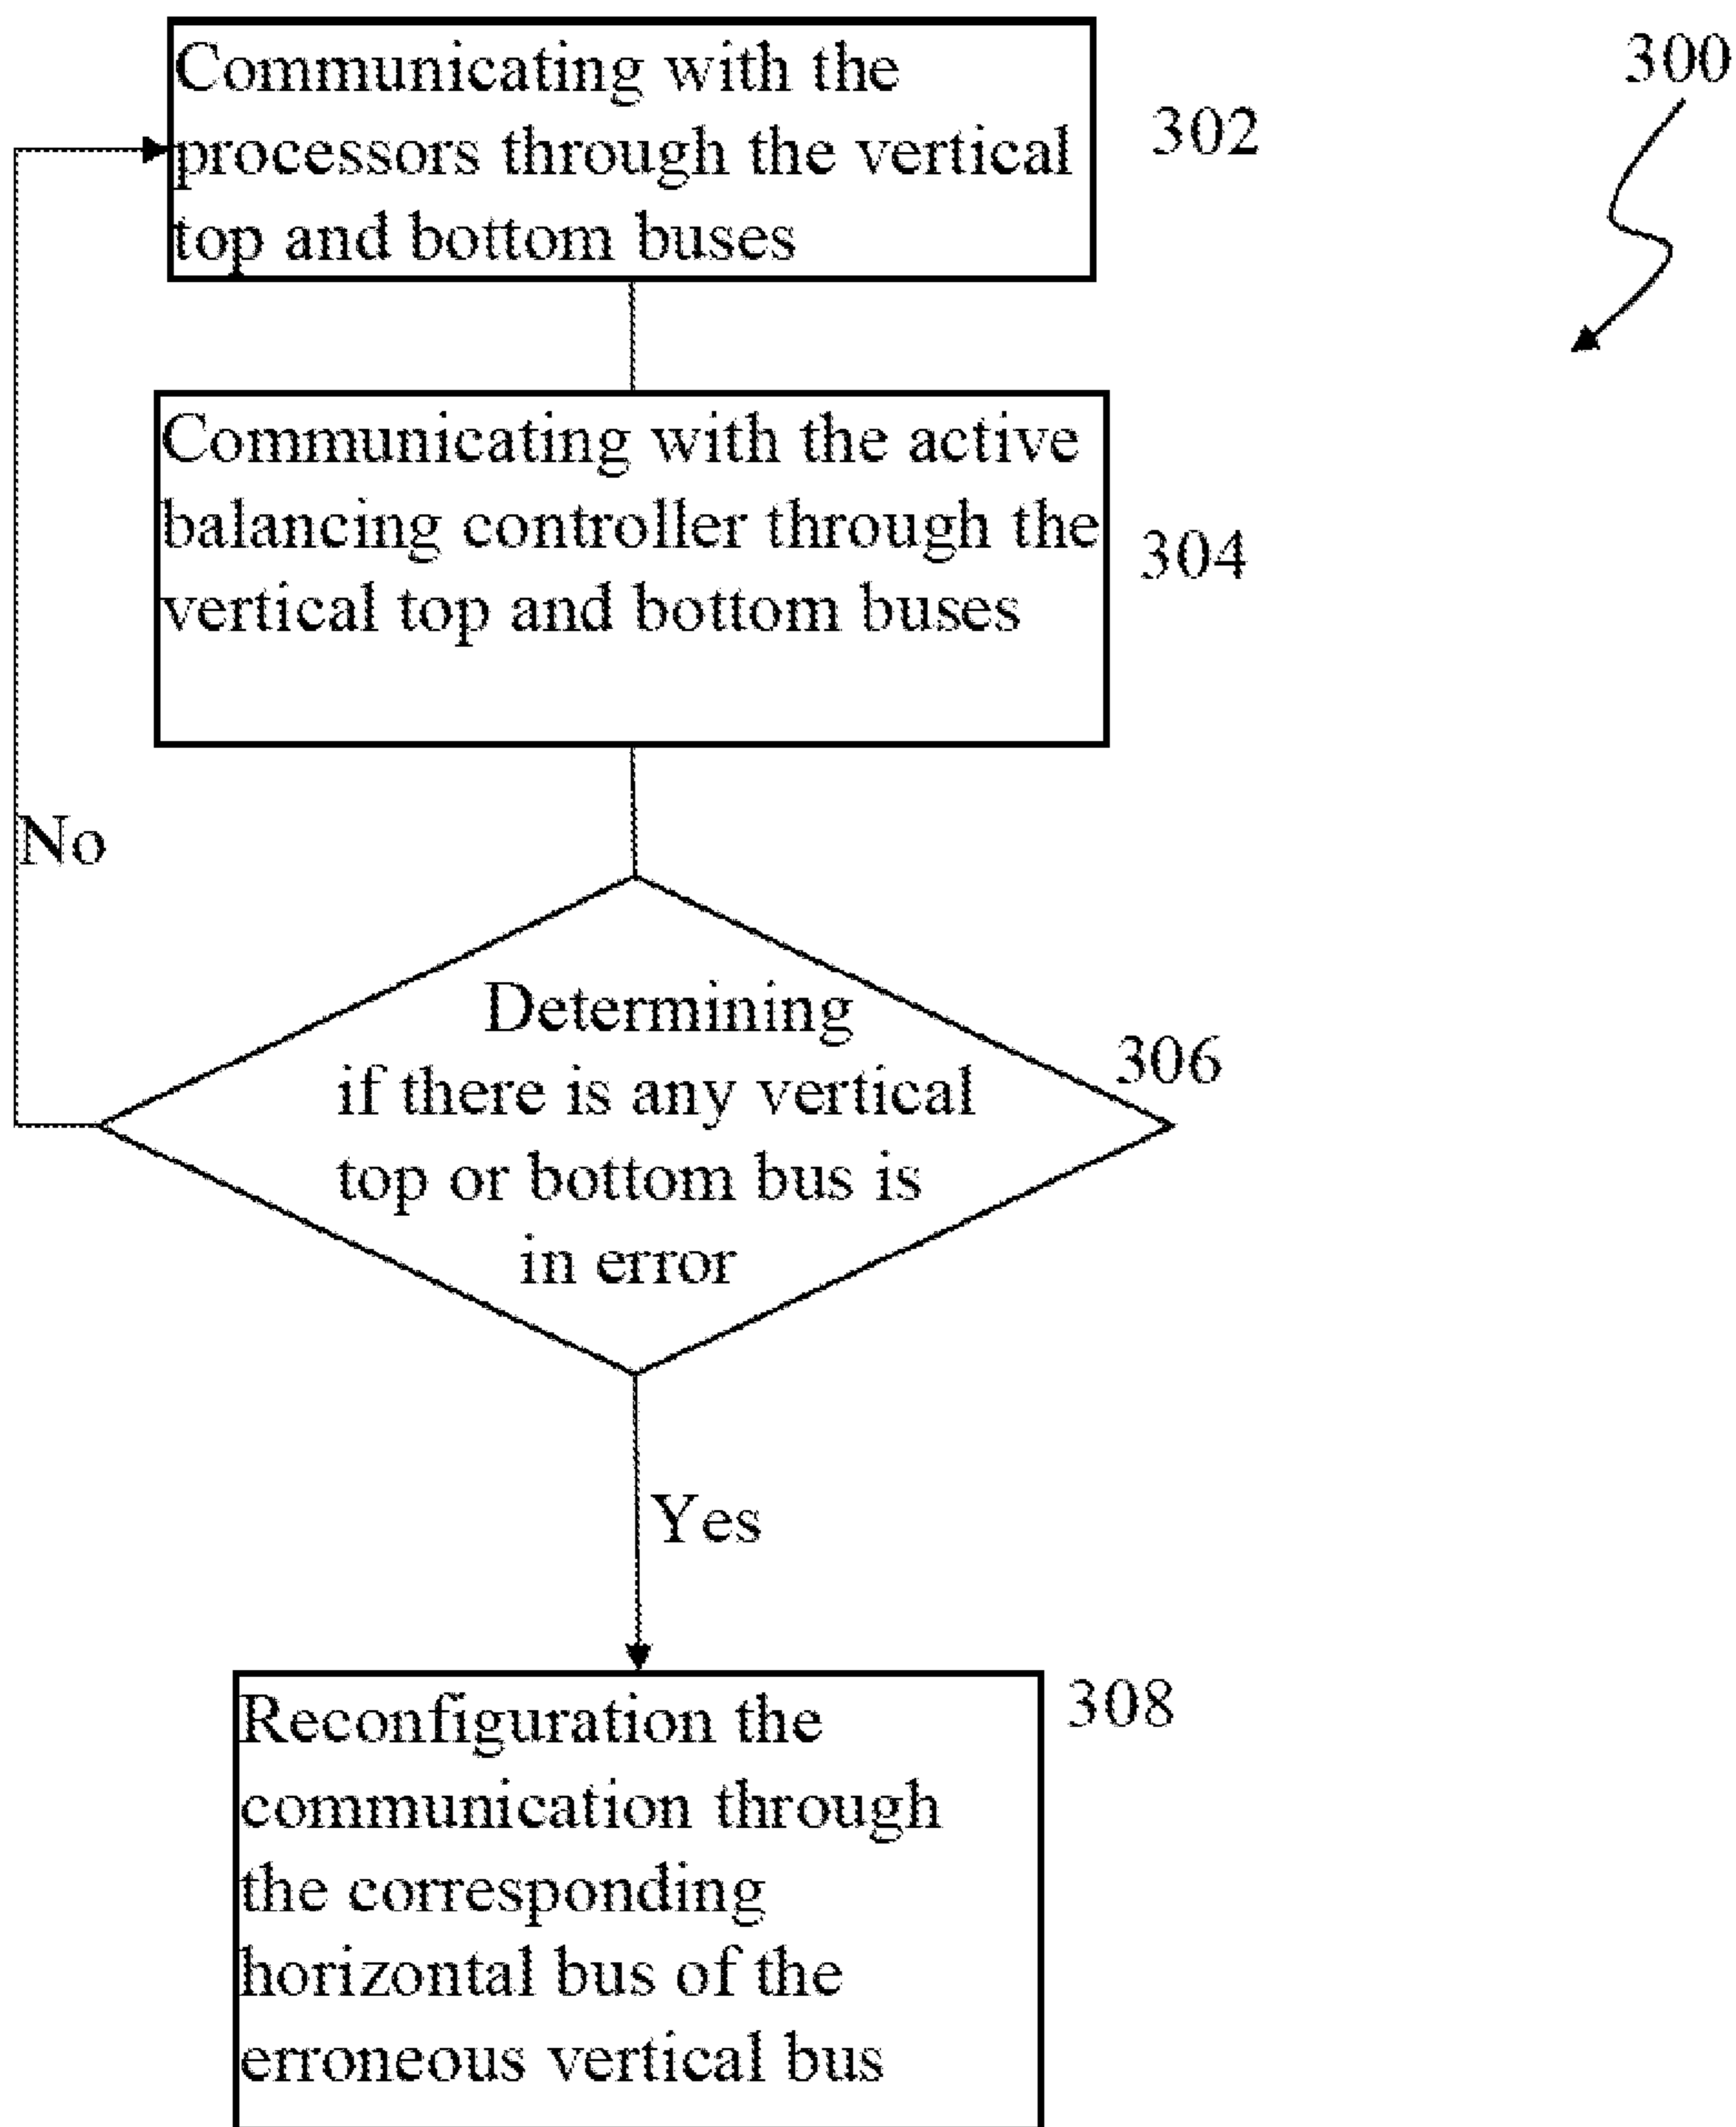 Communicating with the
processors through the vertical
top and bottom buses
302
300
Communicating with the active
balancing controller through the
vertical top and bottom buses
304
No
Determining
if there is any vertical
top or bottom bus is
in error
306
Yes
Reconfiguration the
communication through
the corresponding
horizontal bus of the
erroneous vertical bus
308